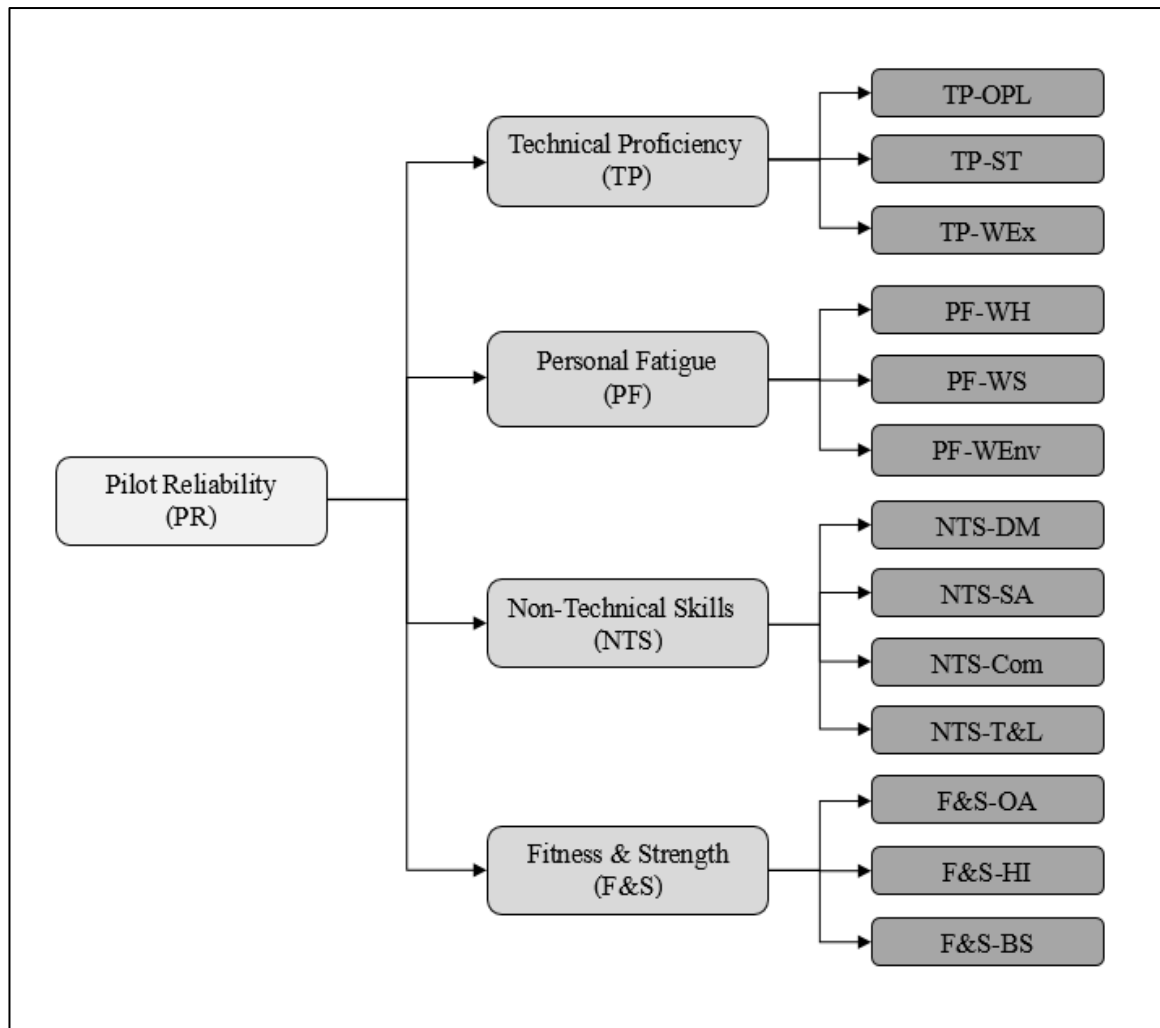 Pilot Reliability
(PR)
Technical Proficiency
(TP)
Personal Fatigue
(PF)
Non-Technical Skills
(NTS)
Fitness & Strength
(F&S)
TP-OPL
TP-ST
TP-WEx
PF-WH
PF-WS
PF-WEnv
NTS-DM
NTS-SA
NTS-Com
NTS-T&L
F&S-OA
F&S-HI
F&S-BS